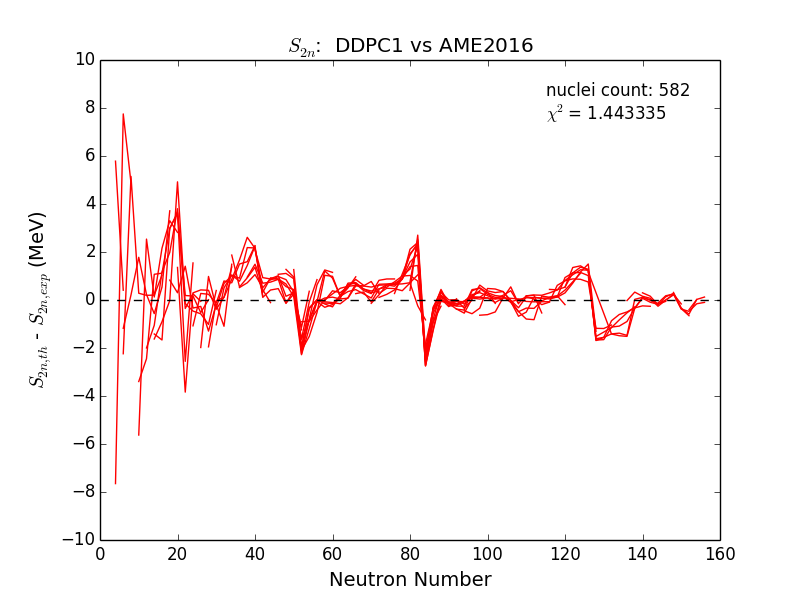 S2n: DDPC1 vs AME2016
nuclei count: 582
χ2 = 1.443335
S2n,th - S2n,exp (MeV)
10
8
6
4
2
0
−2
−4
−6
−8
−10
0 20 40 60 80 100 120 140 160
Neutron Number